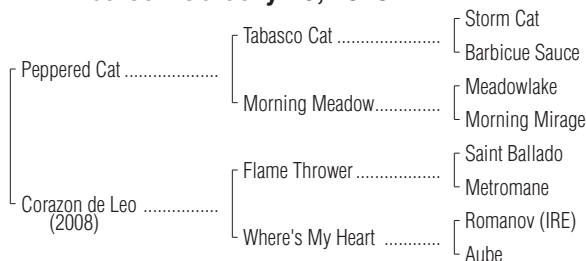 Storm Cat
Tabasco Cat ..................
Barbicue Sauce
Peppered Cat ...................
Meadowlake
Morning Meadow.............
Morning Mirage
Saint Ballado
Flame Thrower ................
Metromane
Corazon de Leo ...............
(2008)
Romanov (IRE)
Where's My Heart ............
Aube